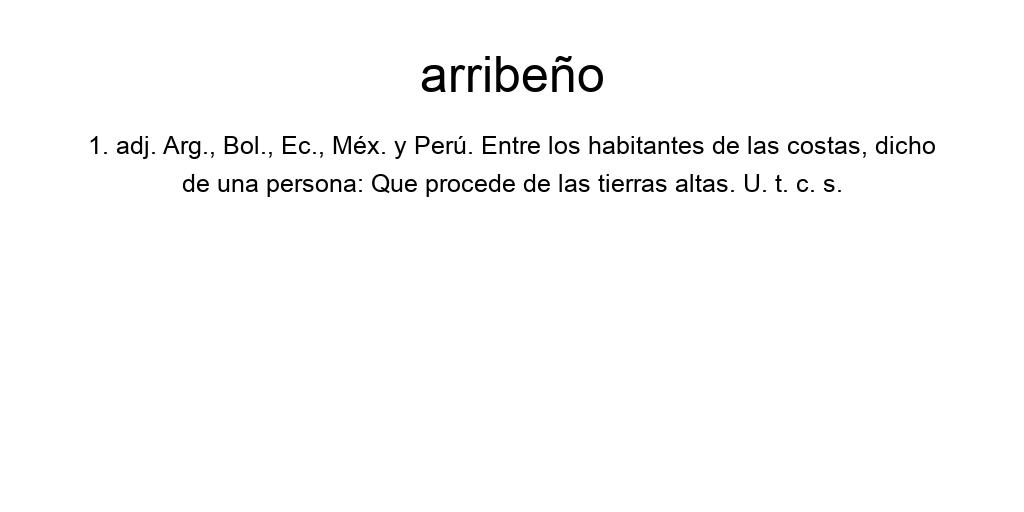 arribeño
1. adj. Arg., Bol., Ec., Méx. y Perú. Entre los habitantes de las costas, dicho
de una persona: Que procede de las tierras altas. U. t. c. s.